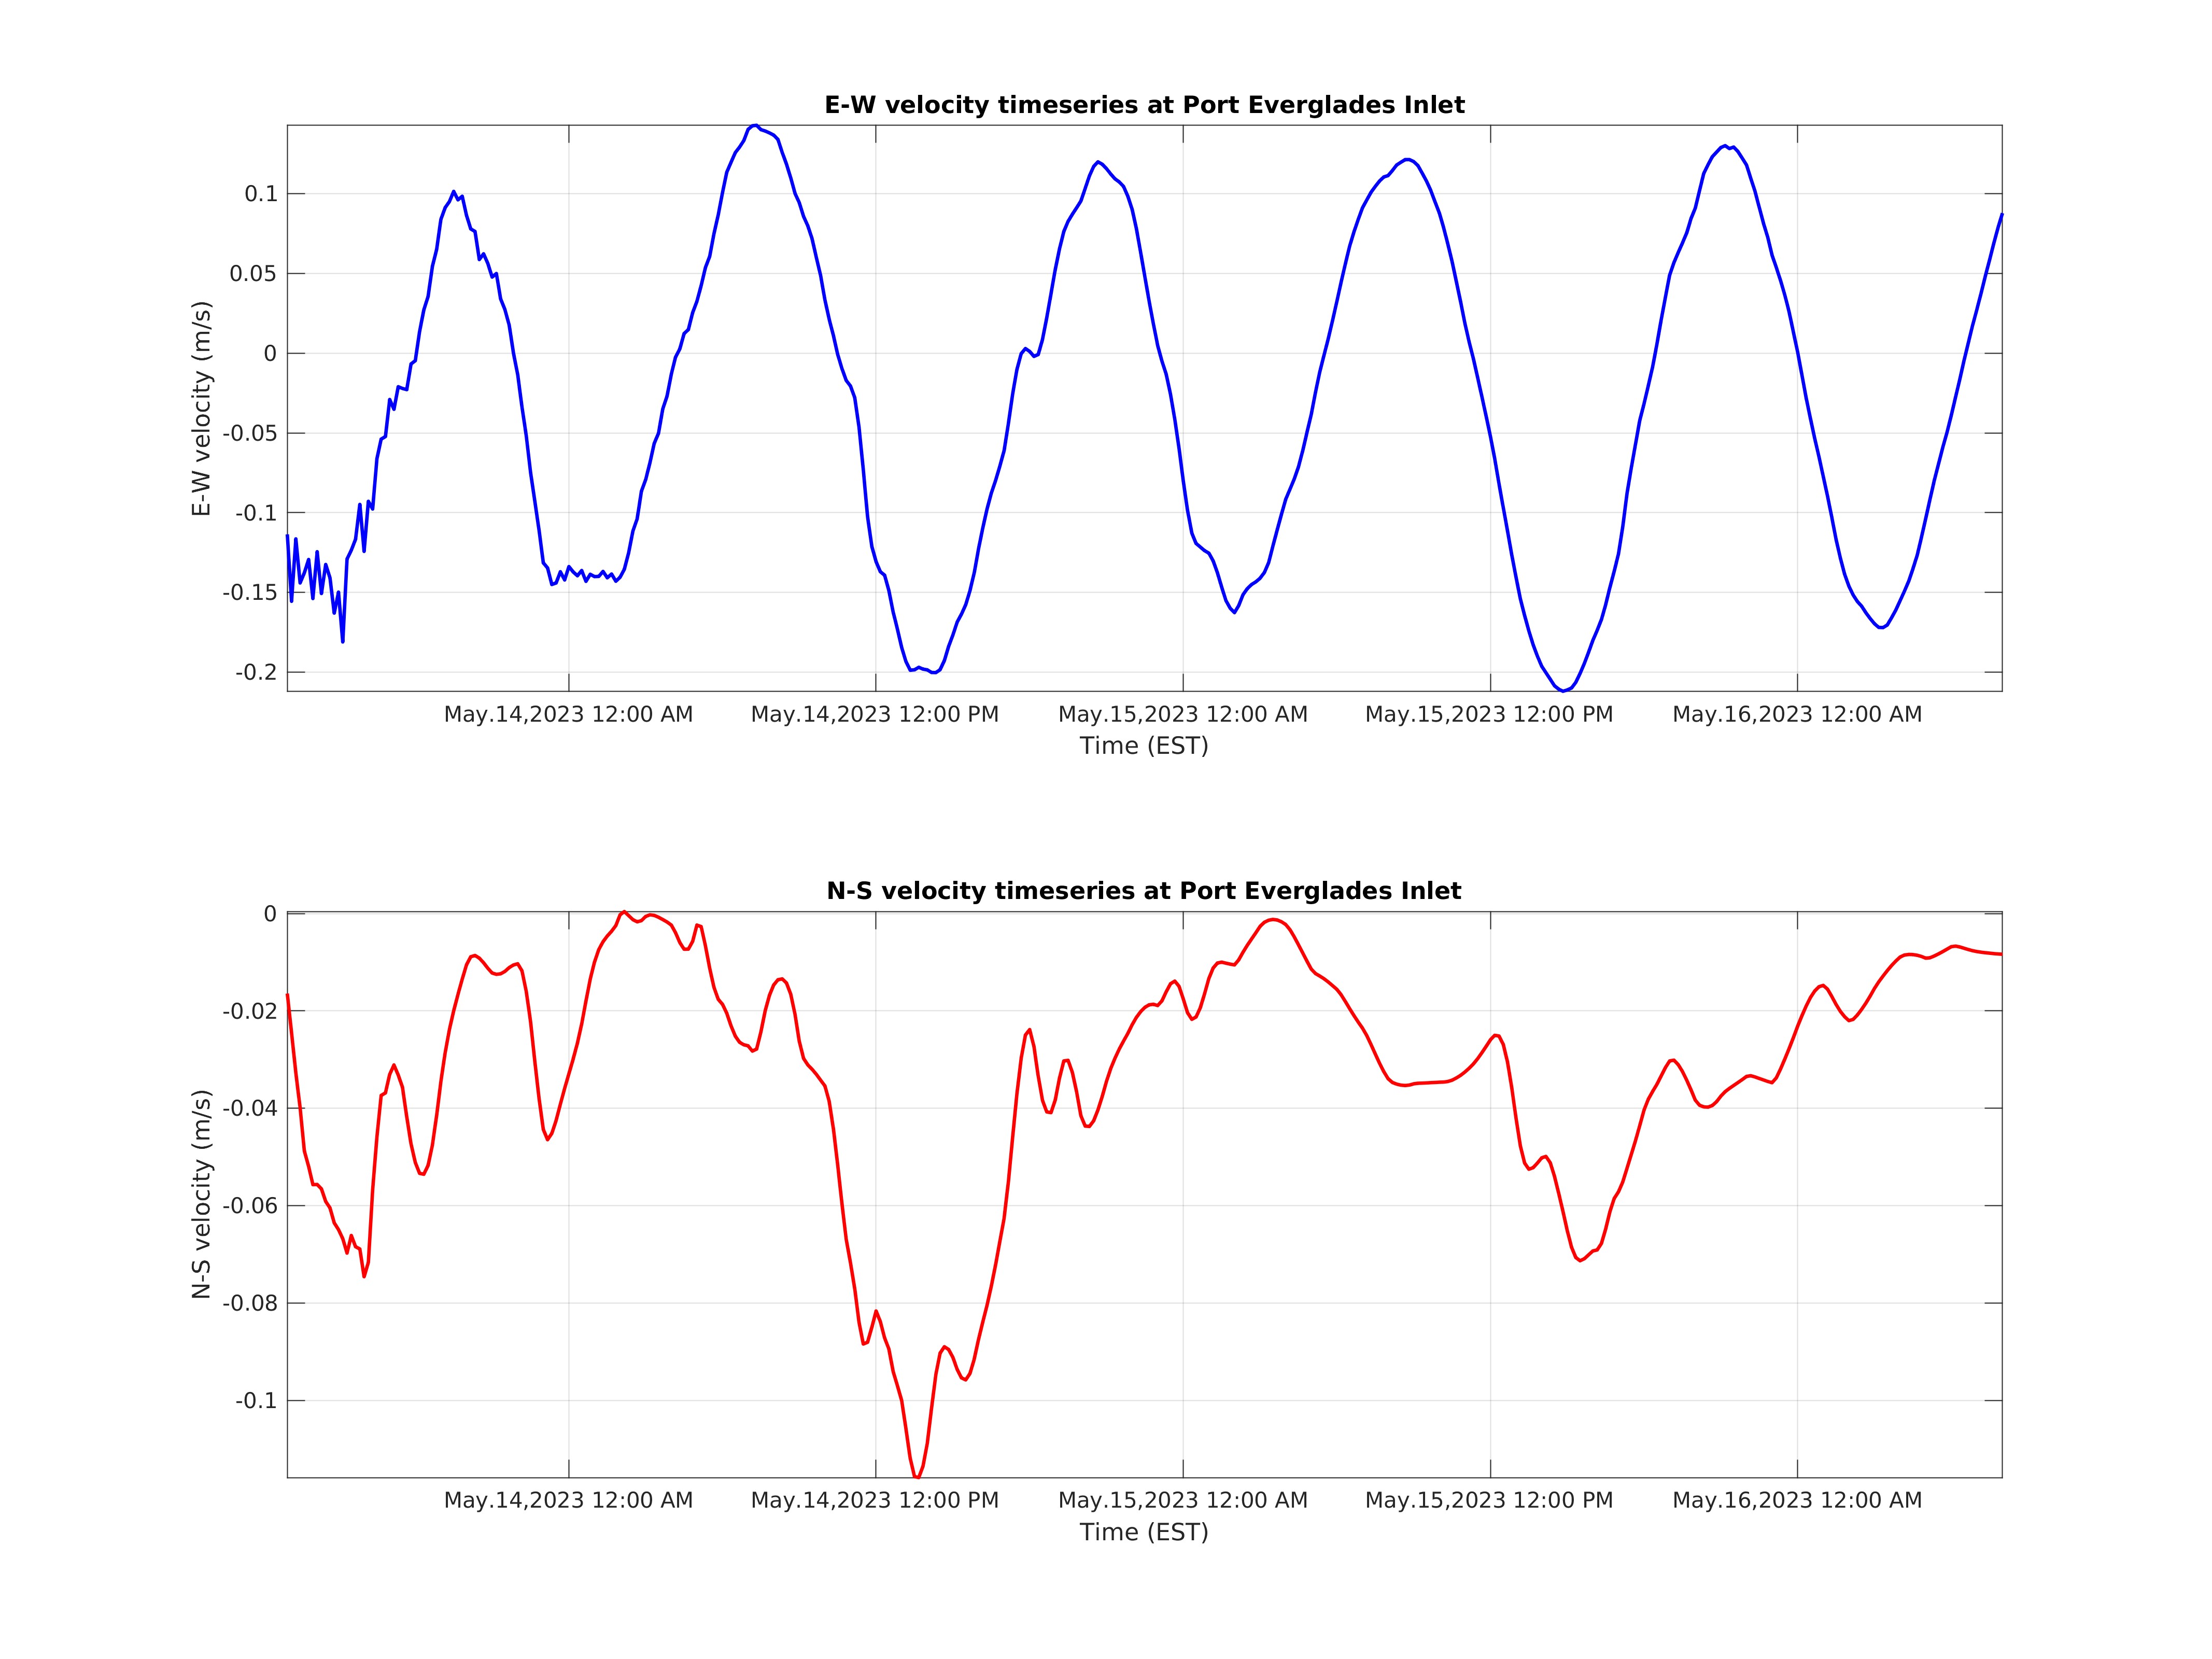 E-W velocity timeseries at Port Everglades Inlet
E-W velocity (m/s)
0.1
0.05
0
-0.05
-0.1
-0.15
-0.2
May.14,2023 12:00 AM
May.14,2023 12:00 PM
May.15,2023 12:00 AM
May.15,2023 12:00 PM
May.16,2023 12:00 AM
Time (EST)
N-S velocity timeseries at Port Everglades Inlet
N-S velocity (m/s)
0
-0.02
-0.04
-0.06
-0.08
-0.1
May.14,2023 12:00 AM
May.14,2023 12:00 PM
May.15,2023 12:00 AM
May.15,2023 12:00 PM
May.16,2023 12:00 AM
Time (EST)